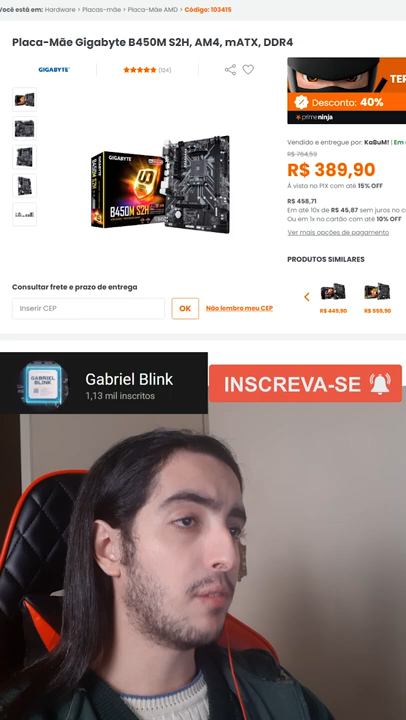 Você está em: Hardware > Placas-mãe > Placa-Mãe AMD > Código: 103415
Placa-Mãe Gigabyte B450M S2H, AM4, mATX, DDR4
GIGABYTE
(124)
TER
Desconto: 40%
primeninja
Vendido e entregue por: KaBuM! | Em
R$ 389,90
À vista no PIX com até 15% OFF
R$ 458,71
Em até 10x de R$ 45,87 sem juros no c
Ou em 1x no cartão com até 10% OFF
Ver mais opções de pagamento
GIGABYTE
B450M S2H
PRODUTOS SIMILARES
Consultar frete e prazo de entrega
Inserir CEP
OK
Não lembro meu CEP
R$ 449,90
R$ 559,90
GABRIEL
BLINK
Gabriel Blink
1,13 mil inscritos
INSCREVA-SE